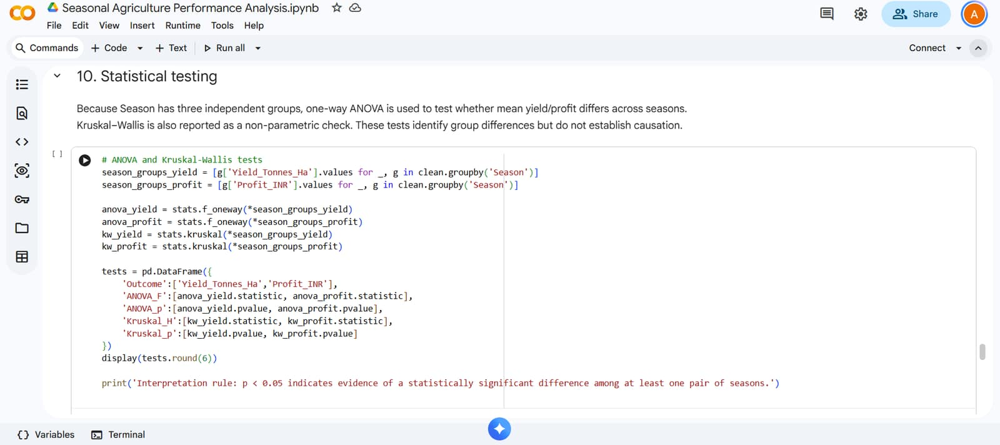 CO Seasonal Agriculture Performance Analysis.ipynb
File Edit View Insert Runtime Tools Help
Share
A
Commands + Code + Text Run all
Connect
10. Statistical testing
Because Season has three independent groups, one-way ANOVA is used to test whether mean yield/profit differs across seasons.
Kruskal–Wallis is also reported as a non-parametric check. These tests identify group differences but do not establish causation.
[ ]
# ANOVA and Kruskal-Wallis tests
season_groups_yield = [g['Yield_Tonnes_Ha'].values for _, g in clean.groupby('Season')]
season_groups_profit = [g['Profit_INR'].values for _, g in clean.groupby('Season')]
anova_yield = stats.f_oneway(*season_groups_yield)
anova_profit = stats.f_oneway(*season_groups_profit)
kw_yield = stats.kruskal(*season_groups_yield)
kw_profit = stats.kruskal(*season_groups_profit)
tests = pd.DataFrame({
'Outcome':['Yield_Tonnes_Ha','Profit_INR'],
'ANOVA_F':[anova_yield.statistic, anova_profit.statistic],
'ANOVA_p':[anova_yield.pvalue, anova_profit.pvalue],
'Kruskal_H':[kw_yield.statistic, kw_profit.statistic],
'Kruskal_p':[kw_yield.pvalue, kw_profit.pvalue]
})
display(tests.round(6))
print('Interpretation rule: p < 0.05 indicates evidence of a statistically significant difference among at least one pair of seasons.')
Variables Terminal